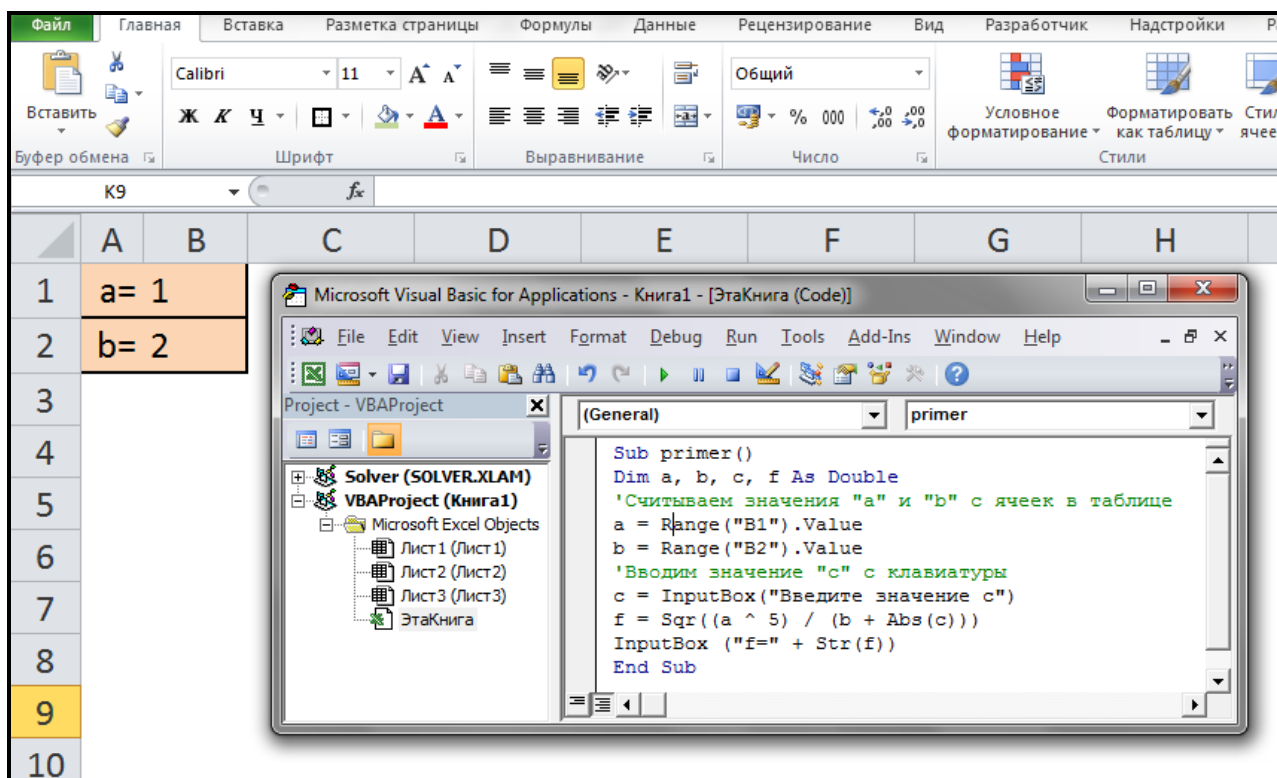 Файл Главная Вставка Разметка страницы Формулы Данные Рецензирование Вид Разработчик Надстройки
Calibri 11 A A Общий
Вставить Ж К Ч A % 000 ,0 ,00 ,00 ,0 Условное форматирование Форматировать как таблицу
Буфер обмена Шрифт Выравнивание Число Стили
K9 fx
A B C D E F G H
1 a= 1
2 b= 2
3
4
5
6
7
8
9
10
Microsoft Visual Basic for Applications - Книга1 - [ЭтаКнига (Code)]
File Edit View Insert Format Debug Run Tools Add-Ins Window Help
Project - VBAProject
Solver (SOLVER.XLAM)
VBAProject (Книга1)
Microsoft Excel Objects
Лист1 (Лист1)
Лист2 (Лист2)
Лист3 (Лист3)
ЭтаКнига
(General) primer
Sub primer()
Dim a, b, c, f As Double
'Считываем значения "a" и "b" с ячеек в таблице
a = Range("B1").Value
b = Range("B2").Value
'Вводим значение "c" с клавиатуры
c = InputBox("Введите значение c")
f = Sqr((a ^ 5) / (b + Abs(c)))
InputBox ("f=" + Str(f))
End Sub